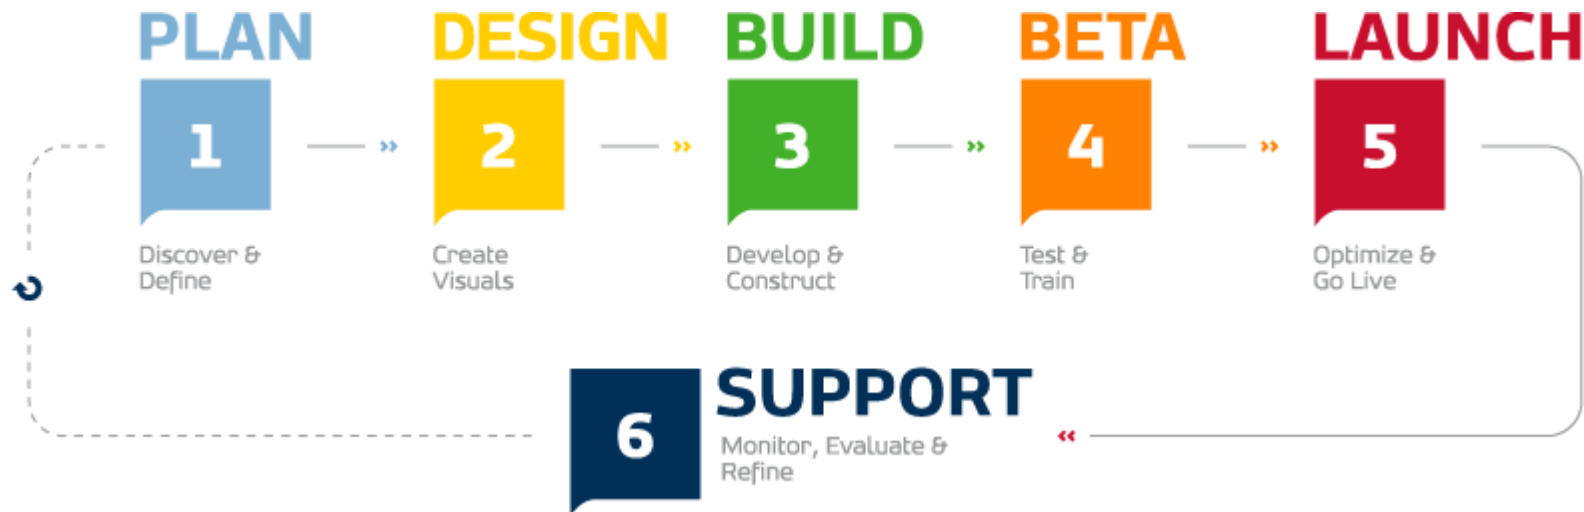 PLAN
DESIGN
BUILD
BETA
LAUNCH
1
2
3
4
5
Discover &
Define
Create
Visuals
Develop &
Construct
Test &
Train
Optimize &
Go Live
6
SUPPORT
Monitor, Evaluate &
Refine